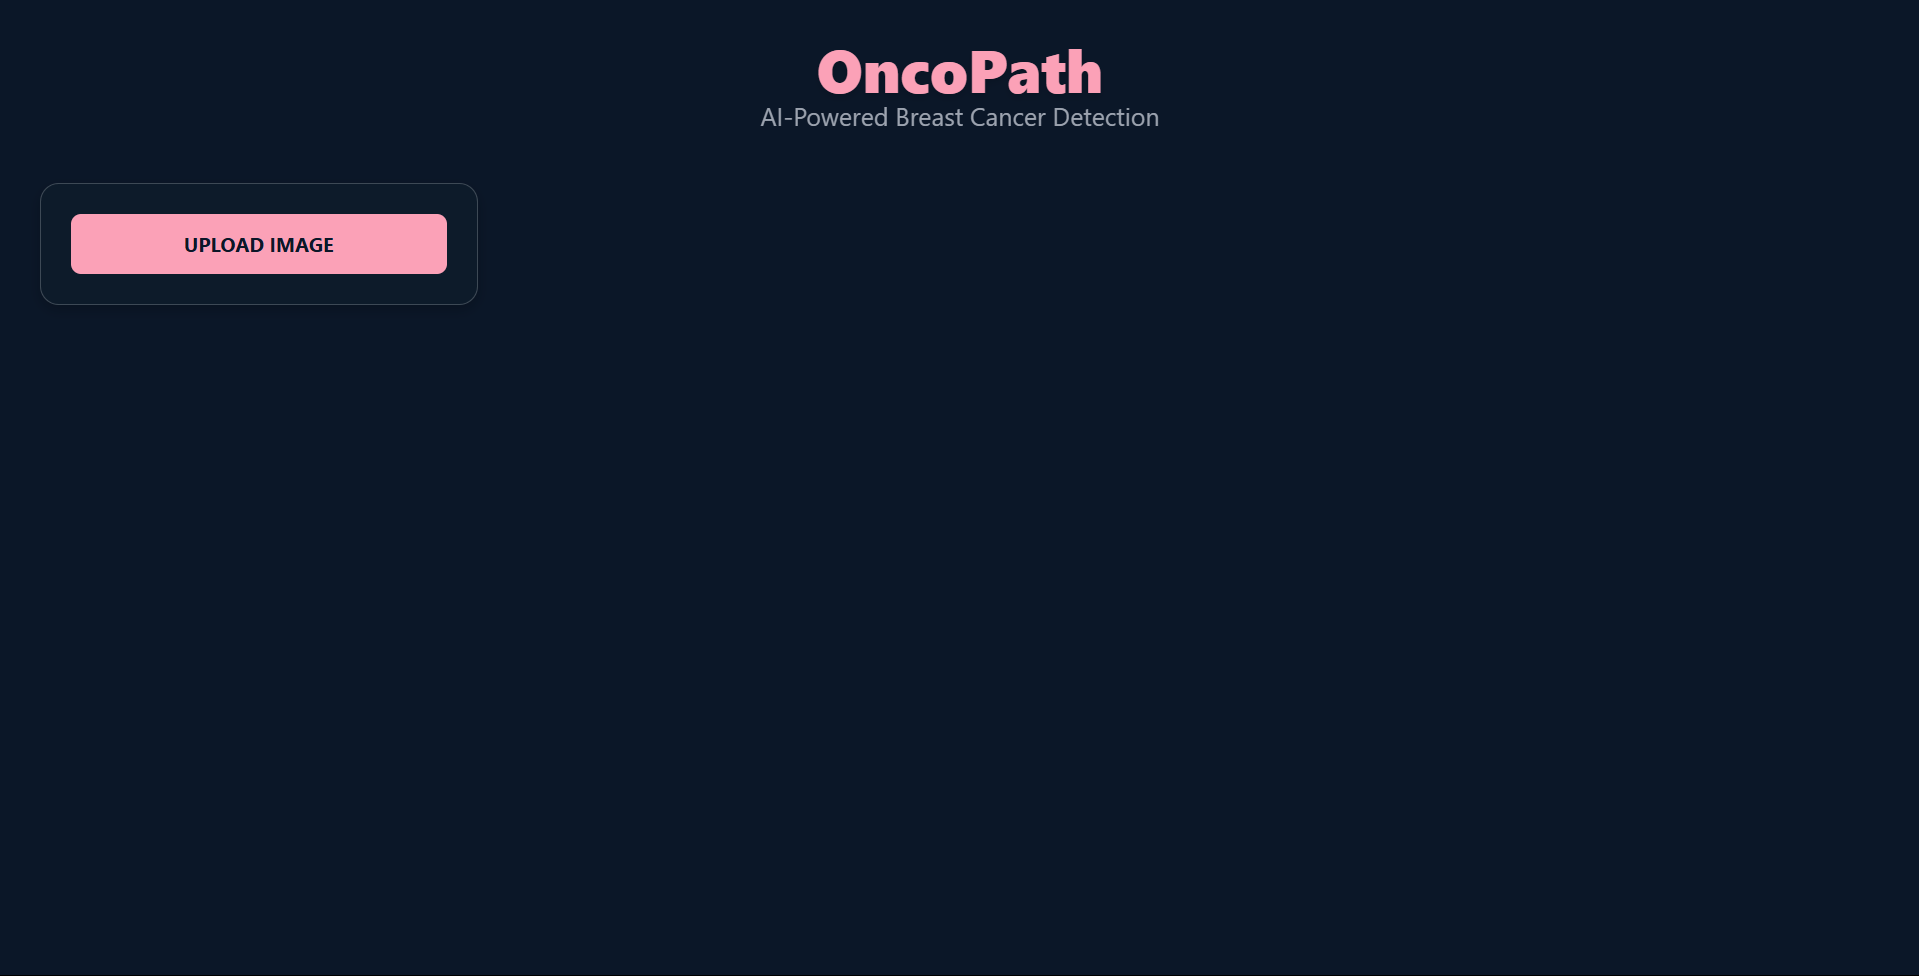 OncoPath
AI-Powered Breast Cancer Detection
UPLOAD IMAGE